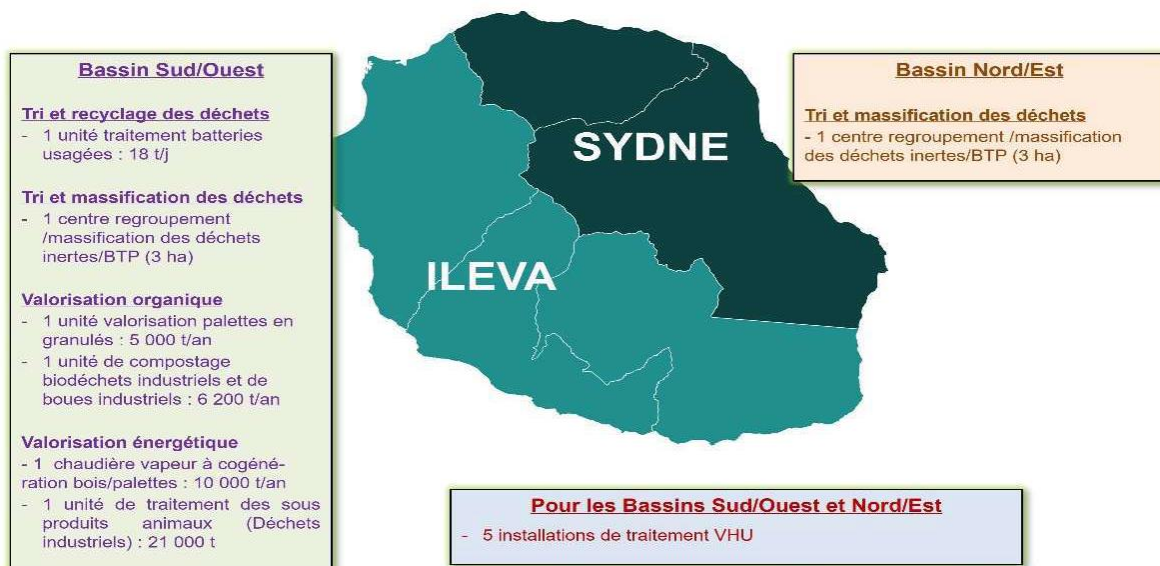 Bassin Sud/Ouest
Tri et recyclage des déchets
- 1 unité traitement batteries
usagées : 18 t/j
Tri et massification des déchets
- 1 centre regroupement
/massification des déchets
inertes/BTP (3 ha)
Valorisation organique
- 1 unité valorisation palettes en
granulés : 5 000 t/an
- 1 unité de compostage
biodéchets industriels et de
boues industriels : 6 200 t/an
Valorisation énergétique
- 1 chaudière vapeur à cogéné-
ration bois/palettes : 10 000 t/an
- 1 unité de traitement des sous
produits animaux (Déchets
industriels) : 21 000 t
SYDNE
ILEVA
Bassin Nord/Est
Tri et massification des déchets
- 1 centre regroupement /massification
des déchets inertes/BTP (3 ha)
Pour les Bassins Sud/Ouest et Nord/Est
- 5 installations de traitement VHU